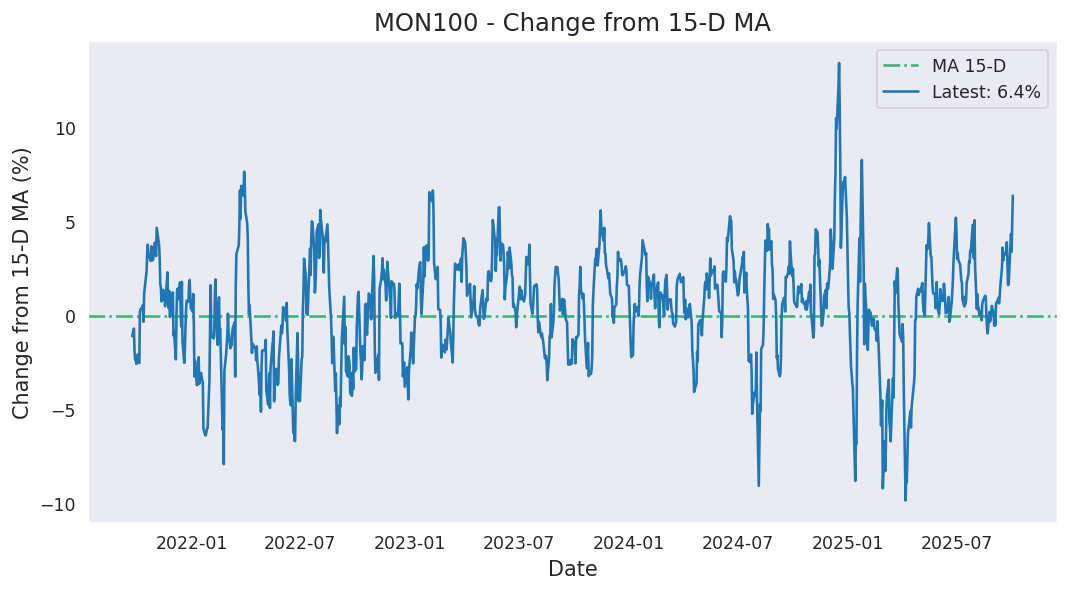 MON100 - Change from 15-D MA
MA 15-D
Latest: 6.4%
Change from 15-D MA (%)
10
5
0
−5
−10
2022-01 2022-07 2023-01 2023-07 2024-01 2024-07 2025-01 2025-07
Date